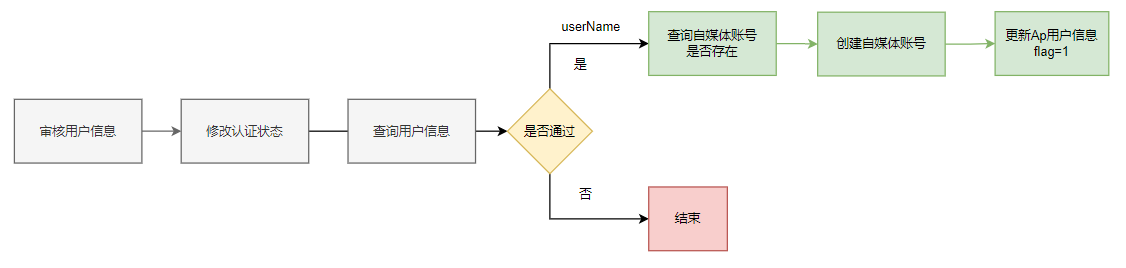 审核用户信息
修改认证状态
查询用户信息
是否通过
userName
是
查询自媒体账号
是否存在
创建自媒体账号
更新Ap用户信息
flag=1
否
结束